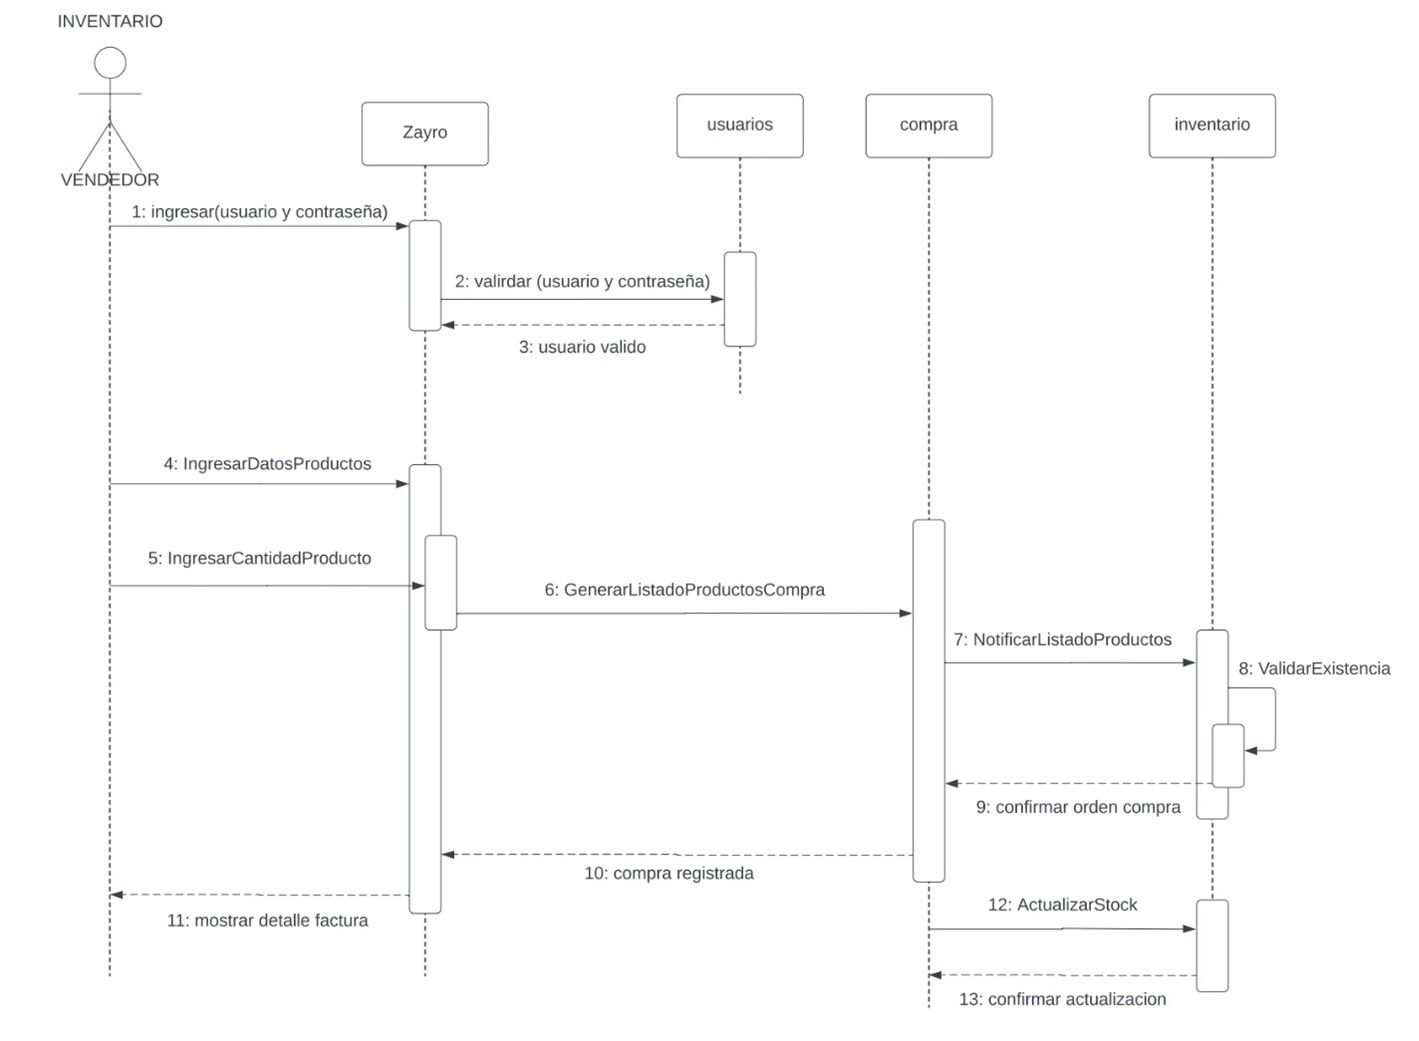 INVENTARIO
VENDEDOR
Zayro
usuarios
compra
inventario
1: ingresar(usuario y contraseña)
2: valirdar (usuario y contraseña)
3: usuario valido
4: IngresarDatosProductos
5: IngresarCantidadProducto
6: GenerarListadoProductosCompra
7: NotificarListadoProductos
8: ValidarExistencia
9: confirmar orden compra
10: compra registrada
11: mostrar detalle factura
12: ActualizarStock
13: confirmar actualizacion